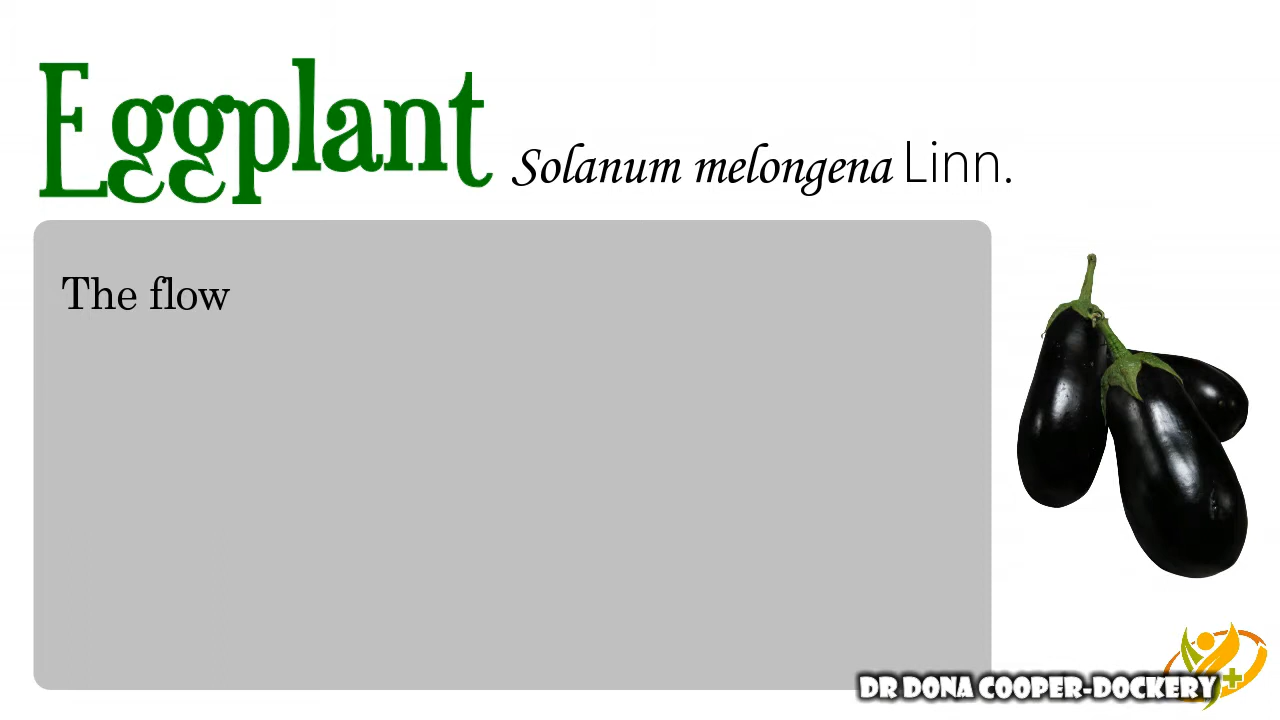 Eggplant Solanum melongena Linn.
The flow
DR DONA COOPER-DOCKERY